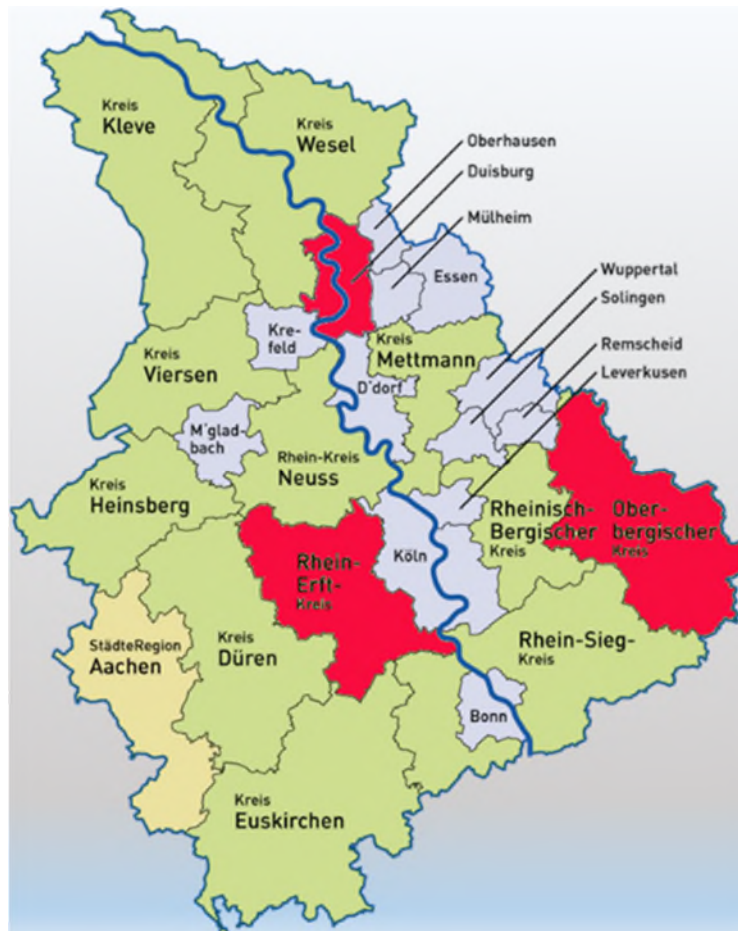 Kreis
Kleve
Kreis
Wesel
Oberhausen
Duisburg
Mülheim
Essen
Wuppertal
Solingen
Remscheid
Leverkusen
Kre-
feld
Kreis
Mettmann
Kreis
Viersen
D'dorf
M'glad-
bach
Rhein-Kreis
Neuss
Kreis
Heinsberg
Rheinisch-
Bergischer
Kreis
Ober-
bergischer
Kreis
Rhein-
Erft-
Kreis
Köln
StädteRegion
Aachen
Kreis
Düren
Rhein-Sieg-
Kreis
Bonn
Kreis
Euskirchen